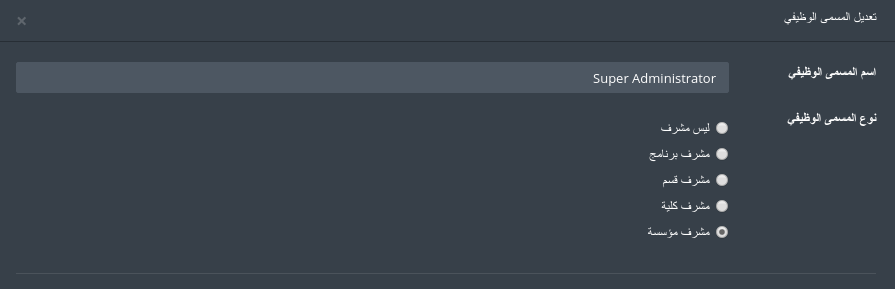 تعديل المسمى الوظيفي
×
اسم المسمى الوظيفي
Super Administrator
نوع المسمى الوظيفي
ليس مشرف
مشرف برنامج
مشرف قسم
مشرف كلية
مشرف مؤسسة